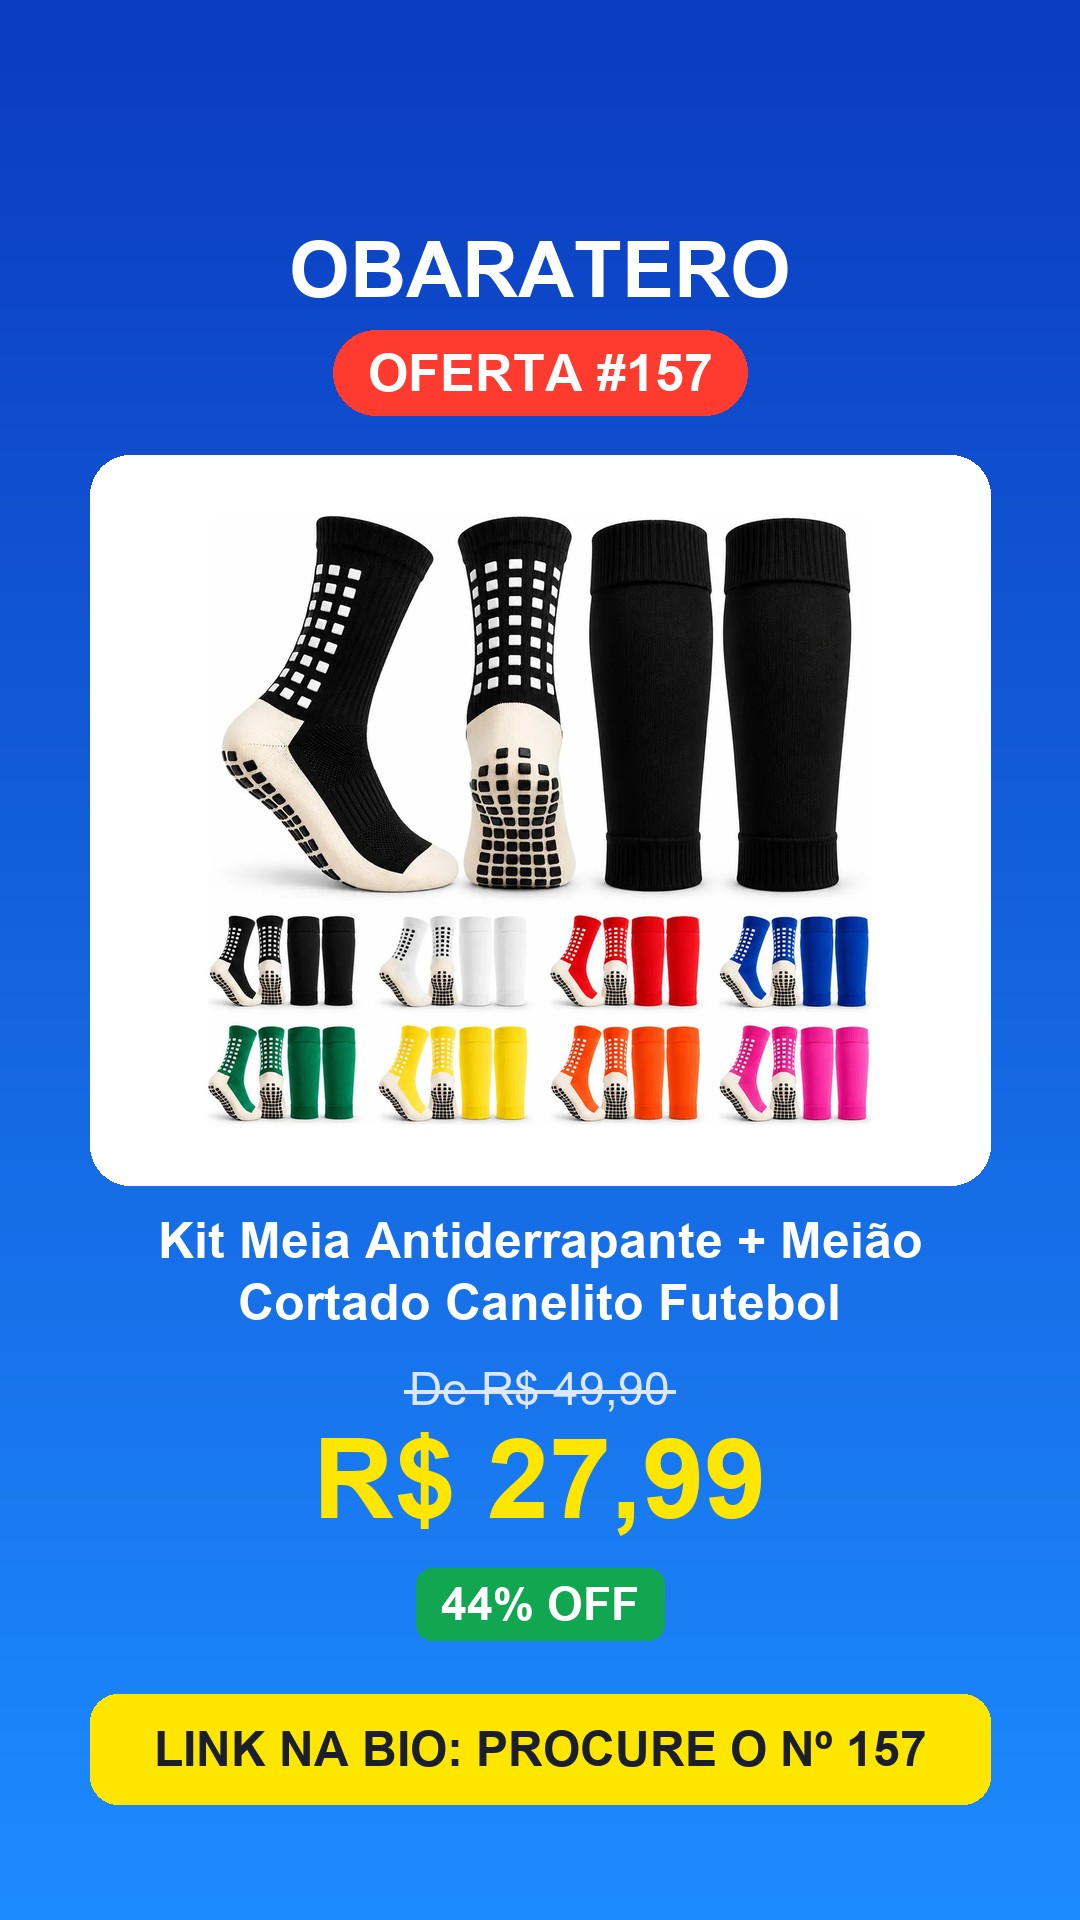 OBARATERO
OFERTA #157
Kit Meia Antiderrapante + Meião
Cortado Canelito Futebol
De R$ 49,90
R$ 27,99
44% OFF
LINK NA BIO: PROCURE O Nº 157